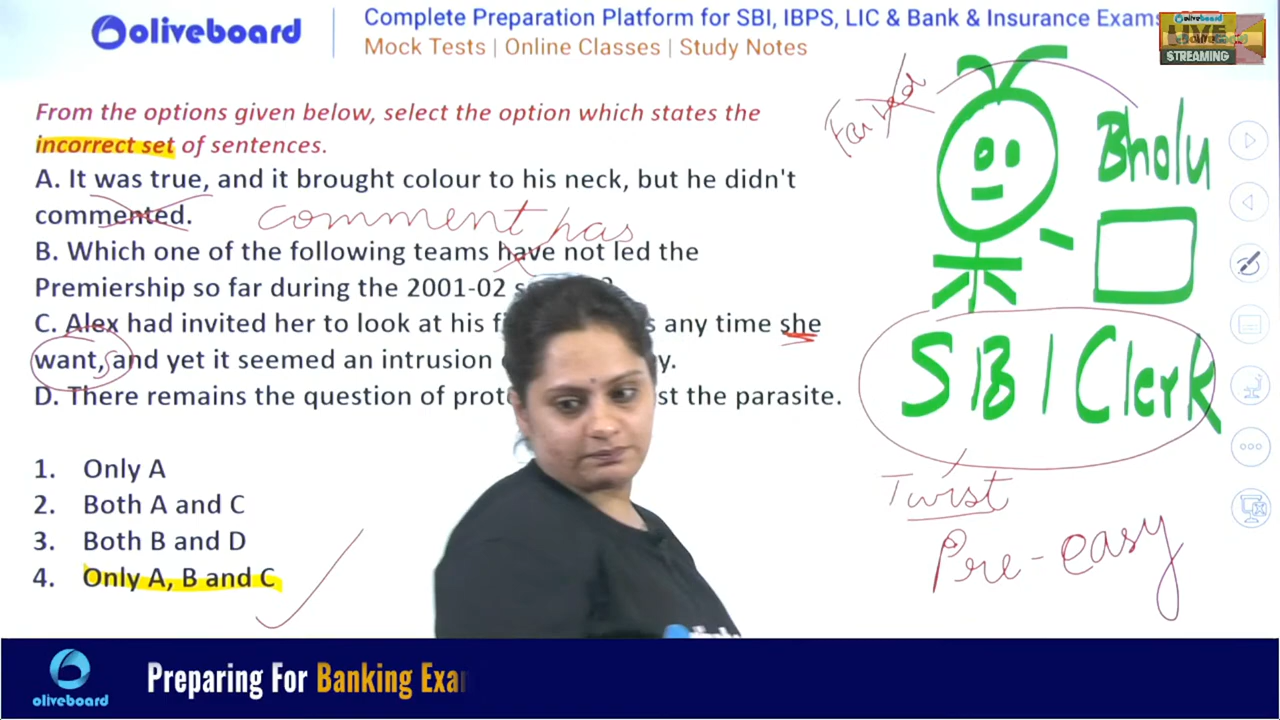 oliveboard
Complete Preparation Platform for SBI, IBPS, LIC & Bank & Insurance Exams
Mock Tests | Online Classes | Study Notes
LIVE
STREAMING
From the options given below, select the option which states the
incorrect set of sentences.
A. It was true, and it brought colour to his neck, but he didn't
commented.
comment has
B. Which one of the following teams have not led the
Premiership so far during the 2001-02
C. Alex had invited her to look at his any time she
want, s and yet it seemed an intrusion
D. There remains the question of the parasite.
1. Only A
2. Both A and C
3. Both B and D
4. Only A, B and C
Bholu
SBI Clerk
Twist
Pre-easy
oliveboard
Preparing For Banking Exa